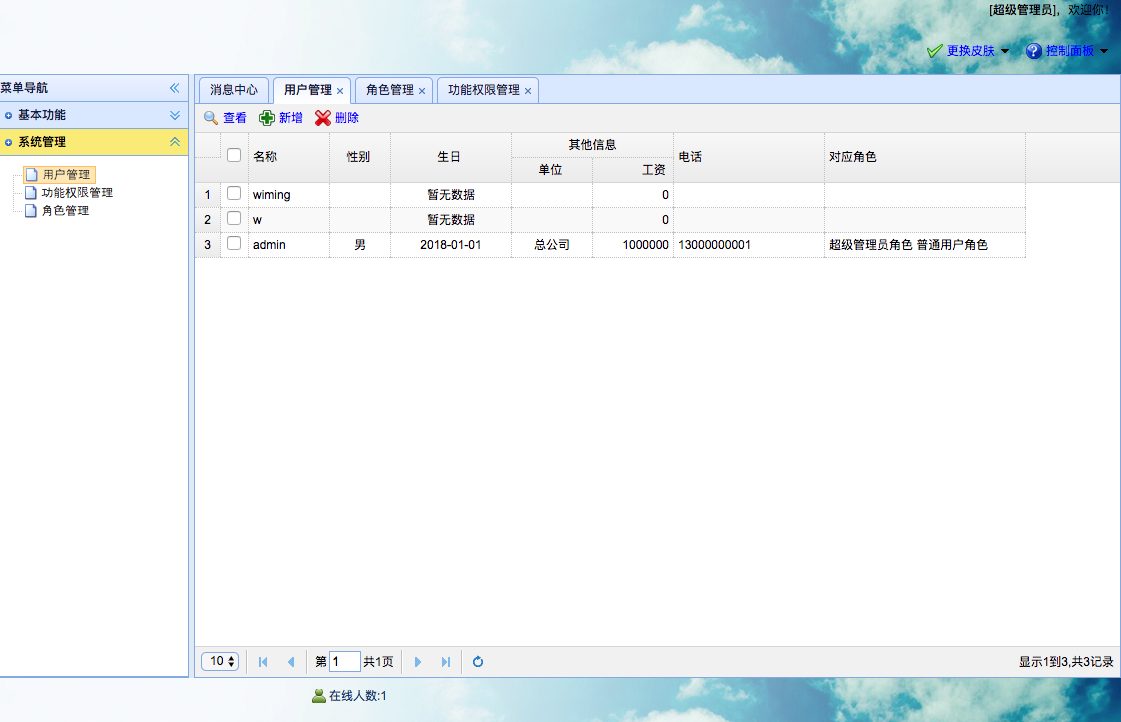 [超级管理员]，欢迎你！
更换皮肤 控制面板
菜单导航
基本功能
系统管理
用户管理
功能权限管理
角色管理
消息中心 用户管理 角色管理 功能权限管理
查看 新增 删除
名称 性别 生日 其他信息 电话 对应角色
单位 工资
1 wiming 暂无数据 0
2 w 暂无数据 0
3 admin 男 2018-01-01 总公司 1000000 13000000001 超级管理员角色 普通用户角色
10 第 1 共1页 显示1到3,共3记录
在线人数:1